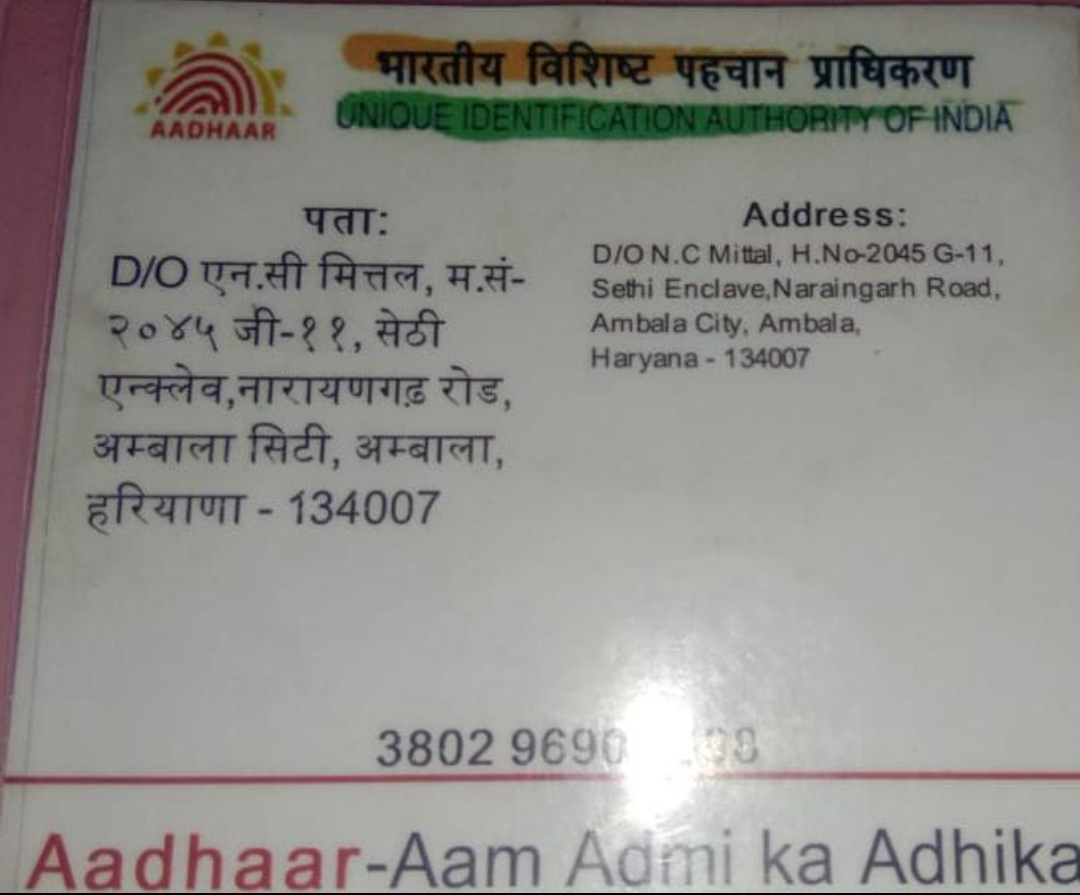 AADHAAR
भारतीय विशिष्ट पहचान प्राधिकरण
UNIQUE IDENTIFICATION AUTHORITY OF INDIA
पता:
D/O एन.सी मित्तल, म.सं-
२०४५ जी-११, सेठी
एन्क्लेव,नारायणगढ़ रोड,
अम्बाला सिटी, अम्बाला,
हरियाणा - 134007
Address:
D/O N.C Mittal, H.No-2045 G-11,
Sethi Enclave,Naraingarh Road,
Ambala City, Ambala,
Haryana - 134007
3802 9690
Aadhaar-Aam Admi ka Adhika